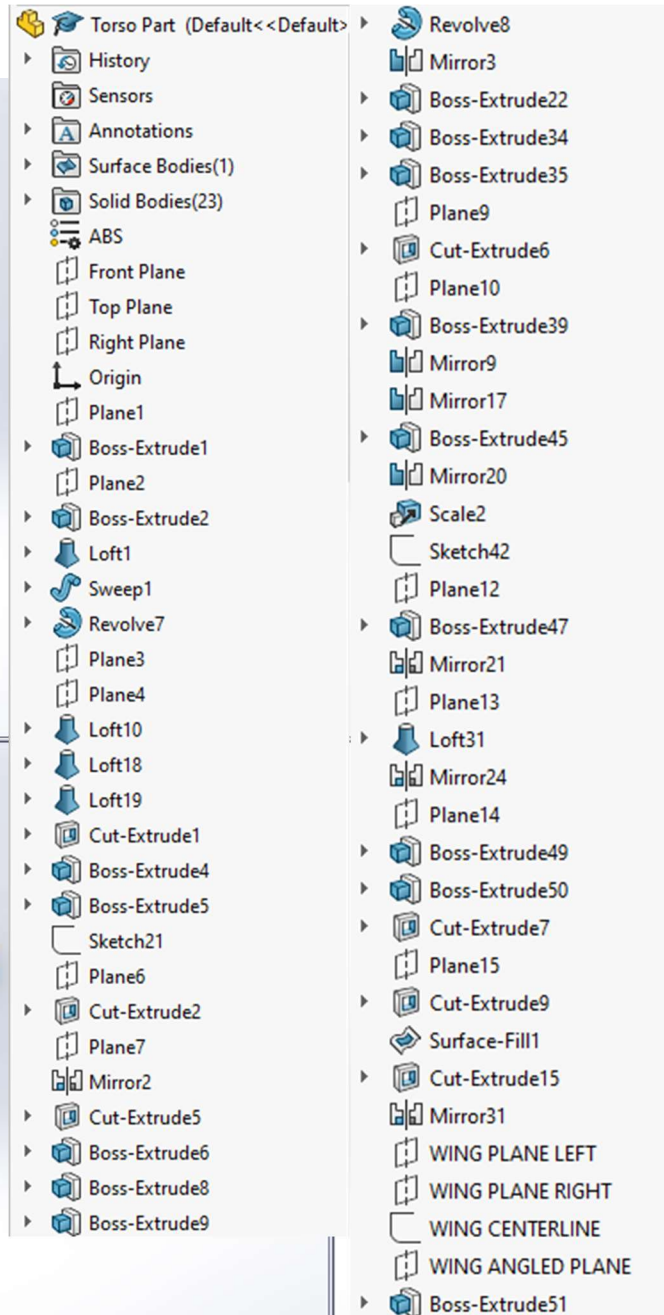 Torso Part (Default<<Default>
History
Sensors
Annotations
Surface Bodies(1)
Solid Bodies(23)
ABS
Front Plane
Top Plane
Right Plane
Origin
Plane1
Boss-Extrude1
Plane2
Boss-Extrude2
Loft1
Sweep1
Revolve7
Plane3
Plane4
Loft10
Loft18
Loft19
Cut-Extrude1
Boss-Extrude4
Boss-Extrude5
Sketch21
Plane6
Cut-Extrude2
Plane7
Mirror2
Cut-Extrude5
Boss-Extrude6
Boss-Extrude8
Boss-Extrude9
Revolve8
Mirror3
Boss-Extrude22
Boss-Extrude34
Boss-Extrude35
Plane9
Cut-Extrude6
Plane10
Boss-Extrude39
Mirror9
Mirror17
Boss-Extrude45
Mirror20
Scale2
Sketch42
Plane12
Boss-Extrude47
Mirror21
Plane13
Loft31
Mirror24
Plane14
Boss-Extrude49
Boss-Extrude50
Cut-Extrude7
Plane15
Cut-Extrude9
Surface-Fill1
Cut-Extrude15
Mirror31
WING PLANE LEFT
WING PLANE RIGHT
WING CENTERLINE
WING ANGLED PLANE
Boss-Extrude51